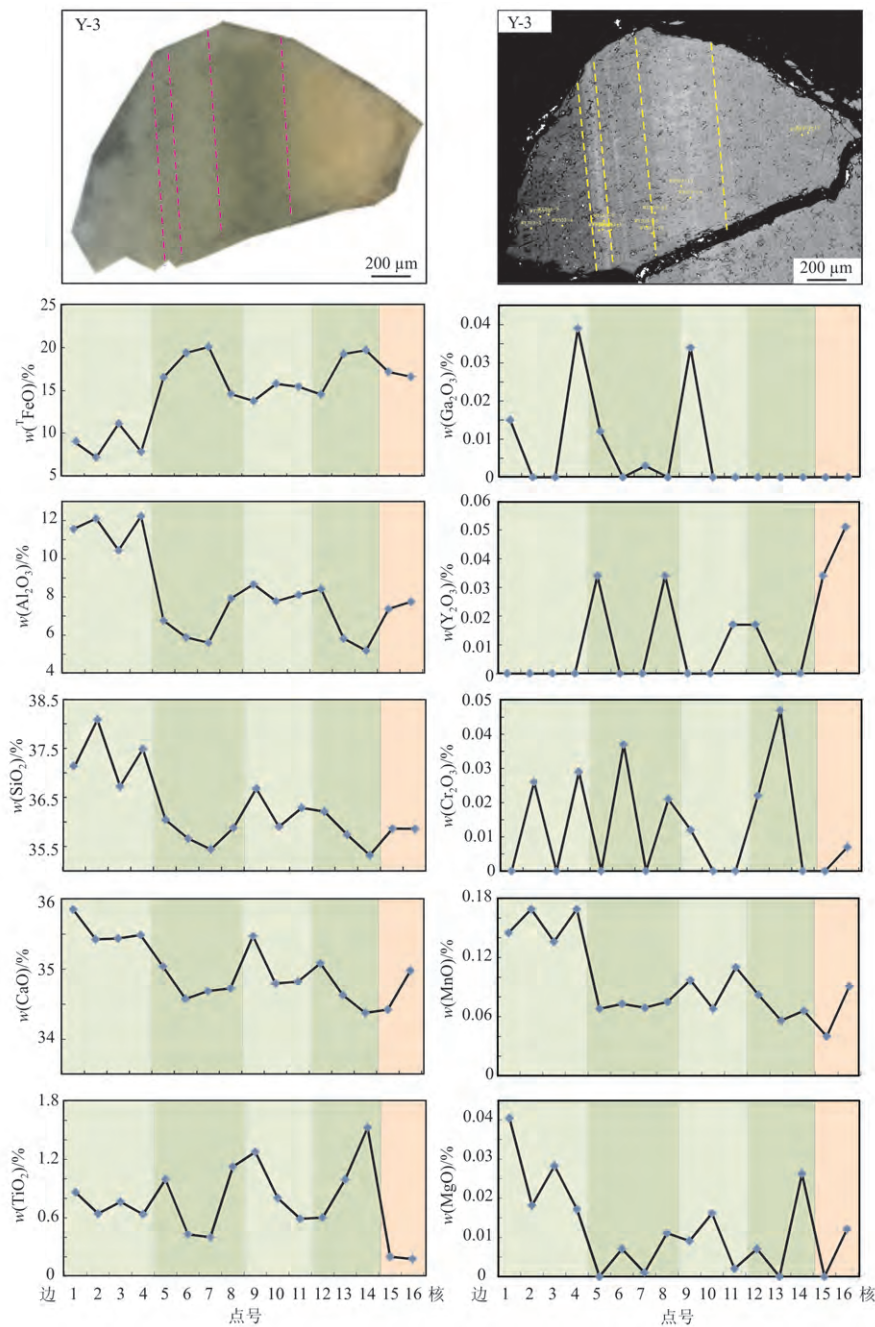 Y-3
200 μm
Y-3
200 μm
w(ᵀFeO)/%
25
20
15
10
5
w(Ga₂O₃)/%
0.04
0.03
0.02
0.01
0
w(Al₂O₃)/%
12
10
8
6
4
w(Y₂O₃)/%
0.06
0.05
0.04
0.03
0.02
0.01
0.00
w(SiO₂)/%
38.5
37.5
36.5
35.5
w(Cr₂O₃)/%
0.05
0.04
0.03
0.02
0.01
0
w(CaO)/%
36
35
34
w(MnO)/%
0.18
0.12
0.06
0
w(TiO₂)/%
1.8
1.2
0.6
0
w(MgO)/%
0.04
0.03
0.02
0.01
0
边 1 2 3 4 5 6 7 8 9 10 11 12 13 14 15 16 核
点号
边 1 2 3 4 5 6 7 8 9 10 11 12 13 14 15 16 核
点号